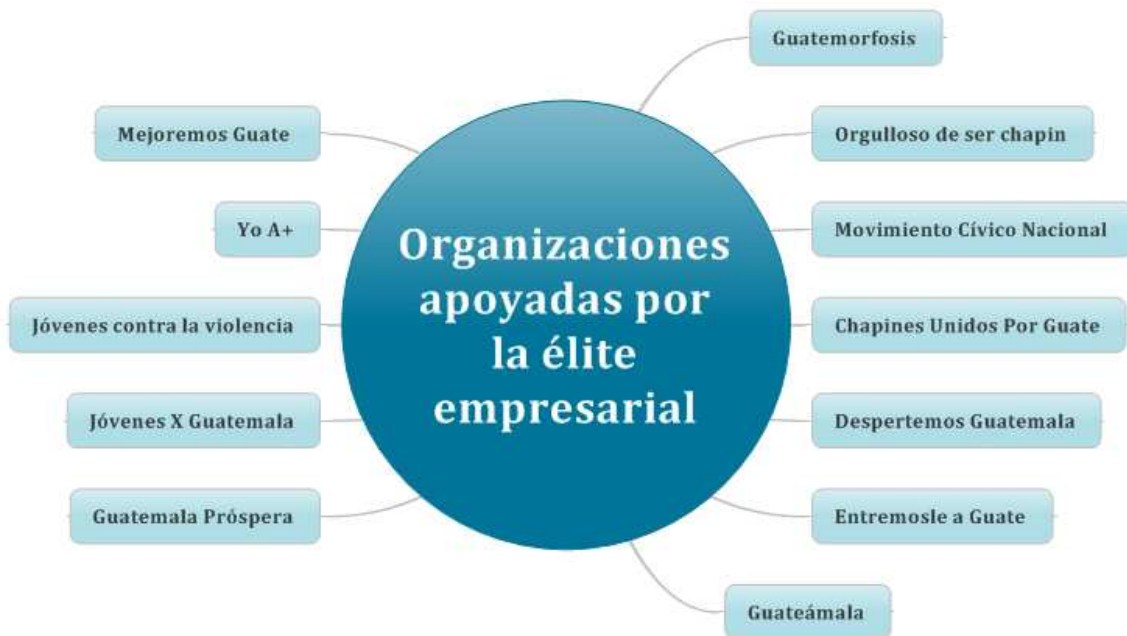 Guatemorfosis
Mejoremos Guate
Orgulloso de ser chapin
Yo A+
Movimiento Cívico Nacional
Organizaciones
apoyadas por
la élite
empresarial
Jóvenes contra la violencia
Chapines Unidos Por Guate
Jóvenes X Guatemala
Despertemos Guatemala
Guatemala Próspera
Entremosle a Guate
Guateámala